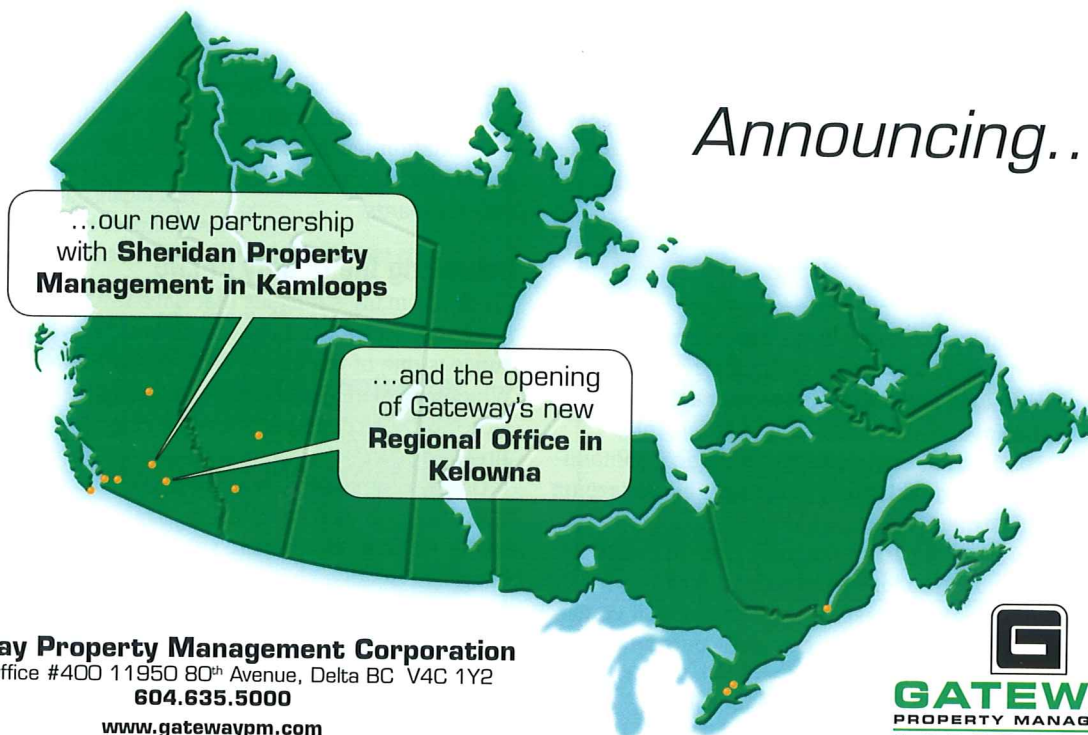 Announcing..
...our new partnership
with Sheridan Property
Management in Kamloops
...and the opening
of Gateway's new
Regional Office in
Kelowna
ay Property Management Corporation
ffice #400 11950 80th Avenue, Delta BC V4C 1Y2
604.635.5000
www.gatewaypm.com
G
GATEW
PROPERTY MANAG